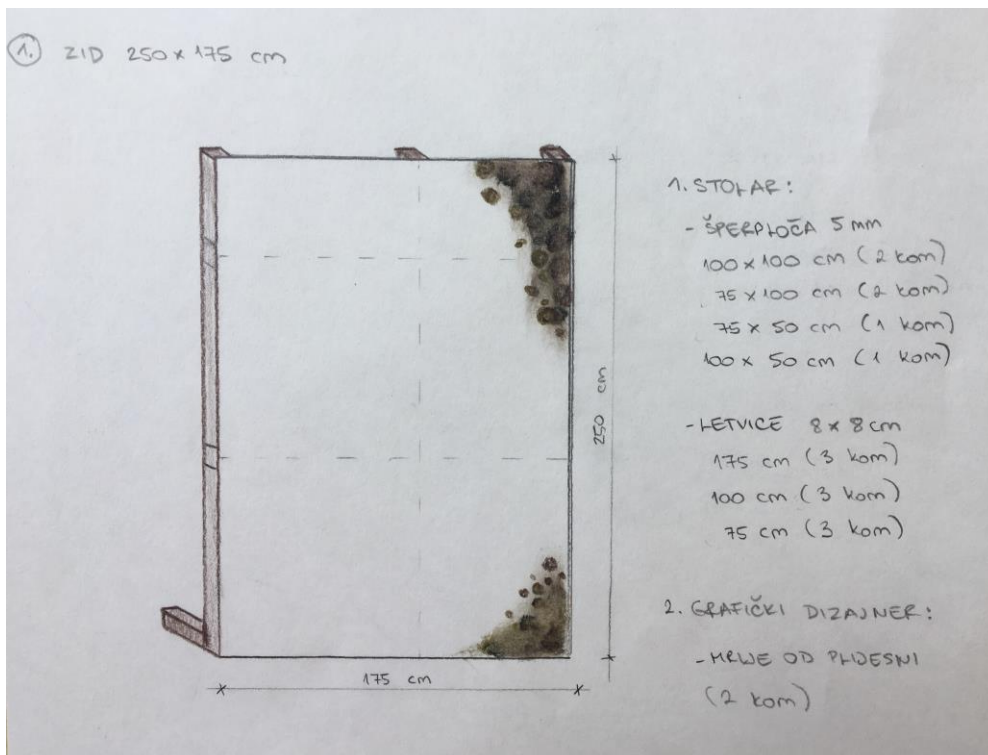 1. ZID 250 x 175 cm
1. STOLAR:
- ŠPERPLOČA 5 mm
100 x 100 cm (2 kom)
75 x 100 cm (2 kom)
75 x 50 cm (1 kom)
100 x 50 cm (1 kom)
- LETVICE 8 x 8 cm
175 cm (3 kom)
100 cm (3 kom)
75 cm (3 kom)
2. GRAFIČKI DIZAJNER:
- MRLJE OD PLIJESNI
(2 kom)
250 cm
175 cm